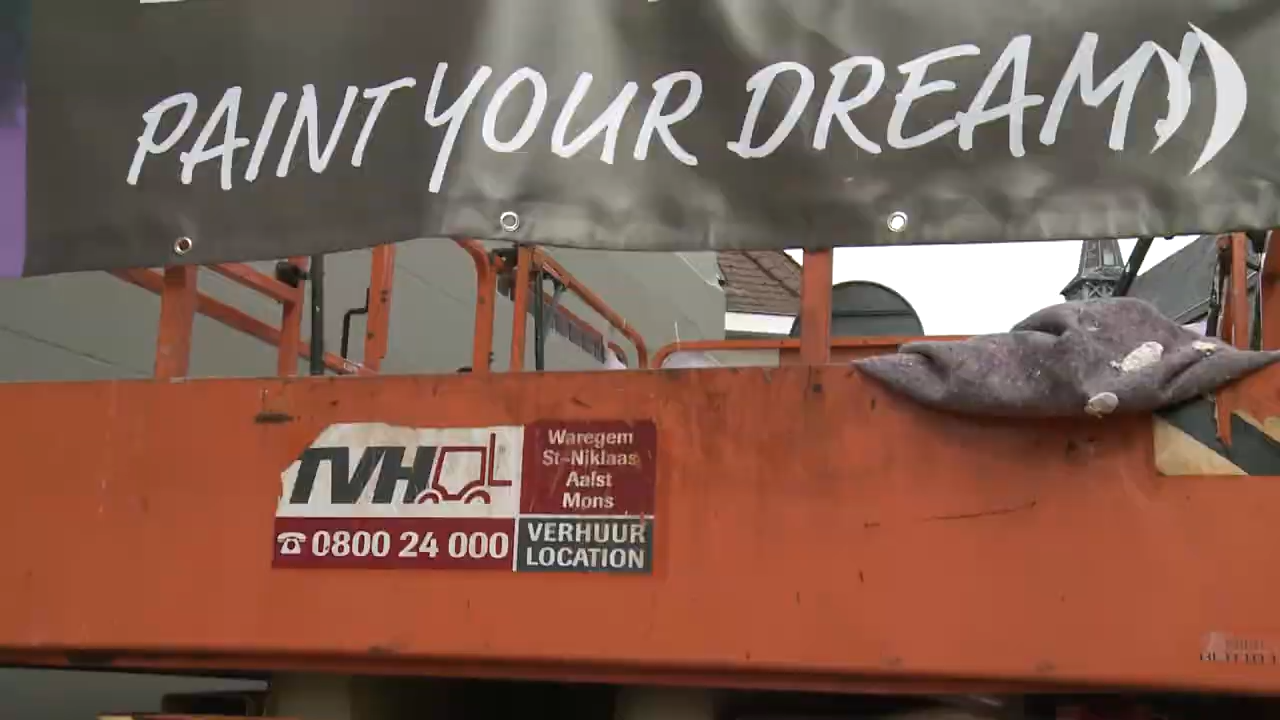 PAINT YOUR DREAM
TVH
Waregem
St-Niklaas
Aalst
Mons
0800 24 000
VERHUUR
LOCATION